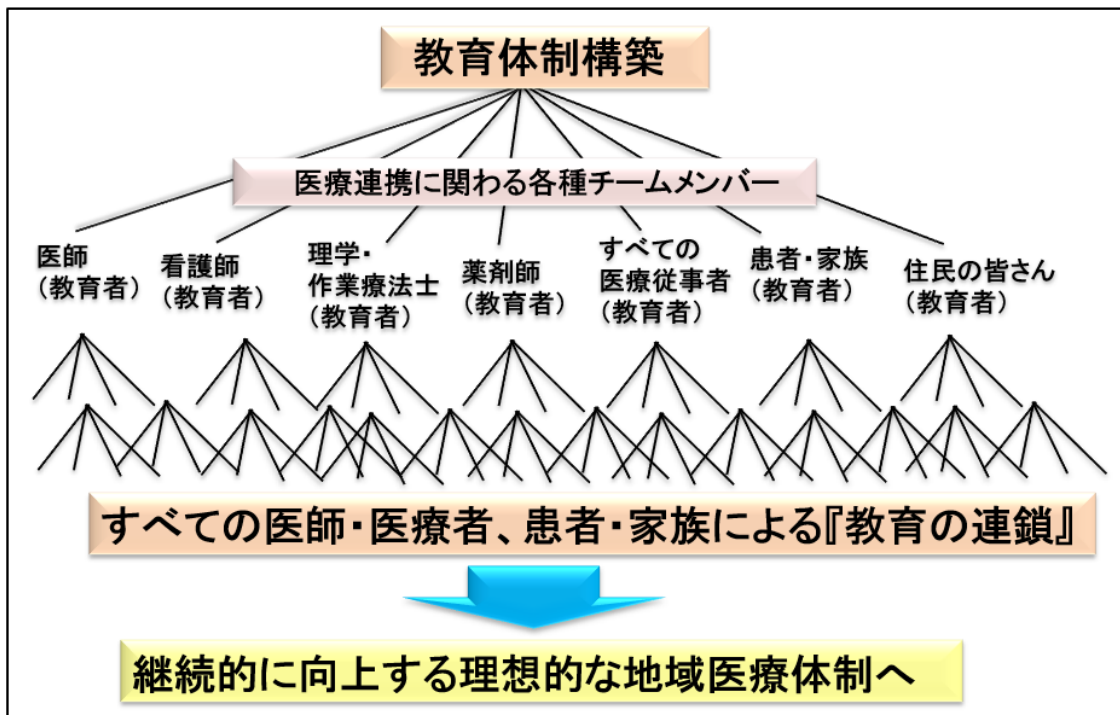 教育体制構築
医療連携に関わる各種チームメンバー
医師
（教育者）
看護師
（教育者）
理学・
作業療法士
（教育者）
薬剤師
（教育者）
すべての
医療従事者
（教育者）
患者・家族
（教育者）
住民の皆さん
（教育者）
すべての医師・医療者、患者・家族による『教育の連鎖』
継続的に向上する理想的な地域医療体制へ